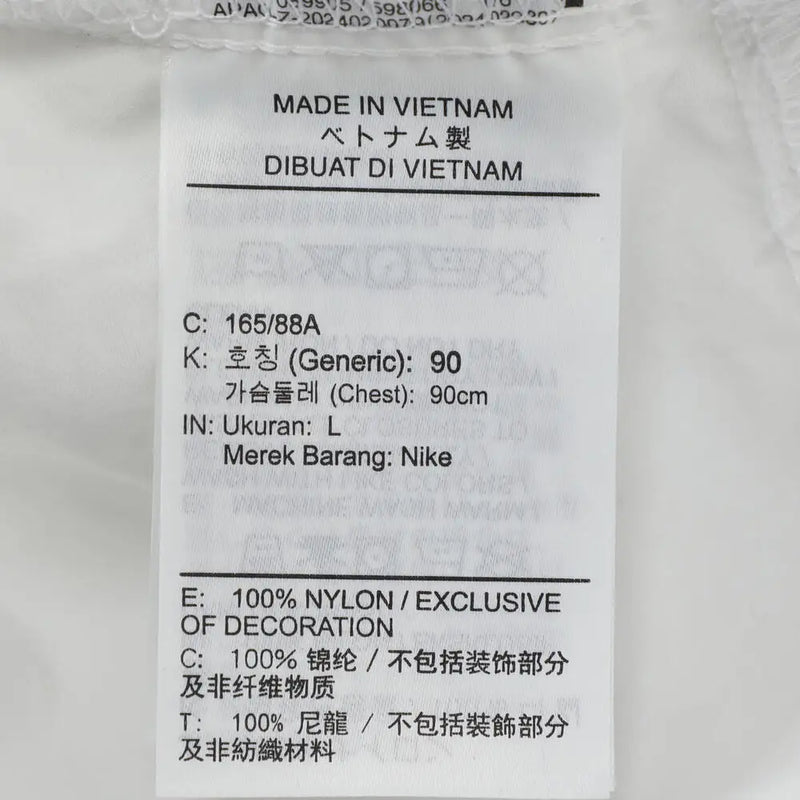 MADE IN VIETNAM
ベトナム製
DIBUAT DI VIETNAM
C: 165/88A
K: 호칭 (Generic): 90
가슴둘레 (Chest): 90cm
IN: Ukuran: L
Merek Barang: Nike
E: 100% NYLON / EXCLUSIVE
OF DECORATION
C: 100% 锦纶 / 不包括装饰部分
及非纤维物质
T: 100% 尼龍 / 不包括裝飾部分
及非紡織材料